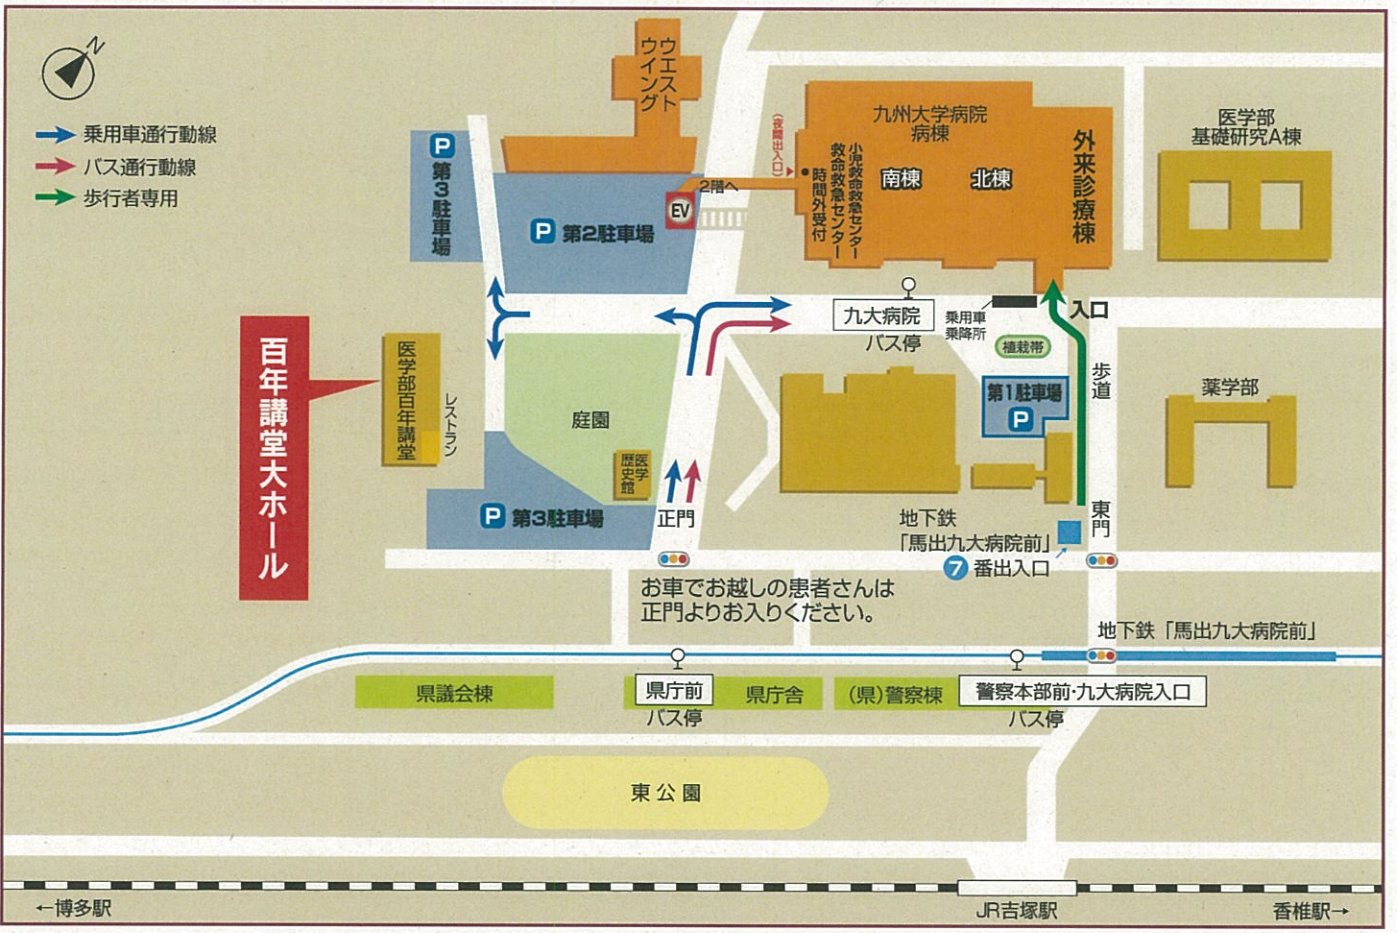 N
乗用車通行動線
バス通行動線
歩行者専用
ウエスト
ウイング
P
第3駐車場
P 第2駐車場
EV
2階へ
(夜間出入口)
九州大学病院
病棟
南棟
北棟
小児救命救急センター
救命救急センター
時間外受付
外来診療棟
医学部
基礎研究A棟
九大病院
バス停
乗用車
乗降所
入口
植栽帯
第1駐車場
P
歩道
薬学部
百年講堂大ホール
医学部百年講堂
レストラン
庭園
医学
歴史館
P 第3駐車場
正門
東門
地下鉄
「馬出九大病院前」
7 番出入口
お車でお越しの患者さんは
正門よりお入りください。
地下鉄「馬出九大病院前」
県議会棟
県庁前
バス停
県庁舎
(県)警察棟
警察本部前・九大病院入口
バス停
東公園
←博多駅
JR吉塚駅
香椎駅→